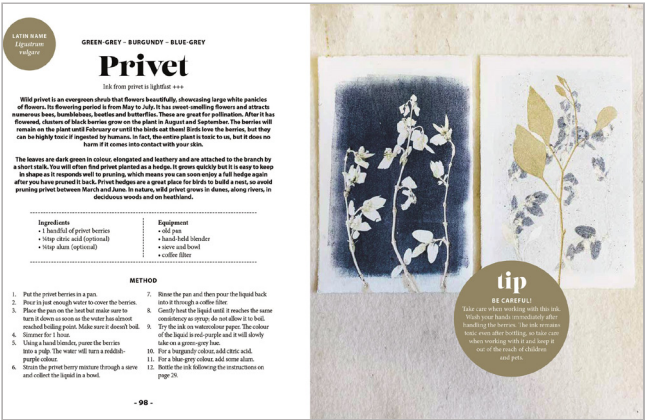 LATIN NAME
Ligustrum
vulgare
GREEN-GREY – BURGUNDY – BLUE-GREY
Privet
Ink from privet is lightfast +++
Wild privet is an evergreen shrub that flowers beautifully, showcasing large white panicles
of flowers. Its flowering period is from May to July. It has sweet-smelling flowers and attracts
numerous bees, bumblebees, beetles and butterflies. These are great for pollination. After it has
flowered, clusters of black berries grow on the plant in August and September. The berries will
remain on the plant until February or until the birds eat them! Birds love the berries, but they
can be highly toxic if ingested by humans. In fact, the entire plant is toxic to us, but it does no
harm if it comes into contact with your skin.
The leaves are dark green in colour, elongated and leathery and are attached to the branch by
a short stalk. You will often find privet planted as a hedge. It grows quickly but it is easy to keep
in shape as it responds well to pruning, which means you can soon enjoy a full hedge again
after you have pruned it back. Privet hedges are a great place for birds to build a nest, so avoid
pruning privet between March and June. In nature, wild privet grows in dunes, along rivers, in
deciduous woods and on heathland.
Ingredients
• 1 handful of privet berries
• ¼tsp citric acid (optional)
• ¼tsp alum (optional)
Equipment
• old pan
• hand-held blender
• sieve and bowl
• coffee filter
METHOD
1. Put the privet berries in a pan.
2. Pour in just enough water to cover the berries.
3. Place the pan on the heat but make sure to
turn it down as soon as the water has almost
reached boiling point. Make sure it doesn't boil.
4. Simmer for 1 hour.
5. Using a hand blender, puree the berries
into a pulp. The water will turn a reddish-
purple colour.
6. Strain the privet berry mixture through a sieve
and collect the liquid in a bowl.
7. Rinse the pan and then pour the liquid back
into it through a coffee filter.
8. Gently heat the liquid until it reaches the same
consistency as syrup; do not allow it to boil.
9. Try the ink on watercolour paper. The colour
of the liquid is red-purple and it will slowly
take on a green-grey hue.
10. For a burgundy colour, add citric acid.
11. For a blue-grey colour, add some alum.
12. Bottle the ink following the instructions on
page 29.
- 98 -
tip
BE CAREFUL!
Take care when working with this ink.
Wash your hands immediately after
handling the berries. The ink remains
toxic even after bottling, so take care
when working with it and keep it
out of the reach of children
and pets.